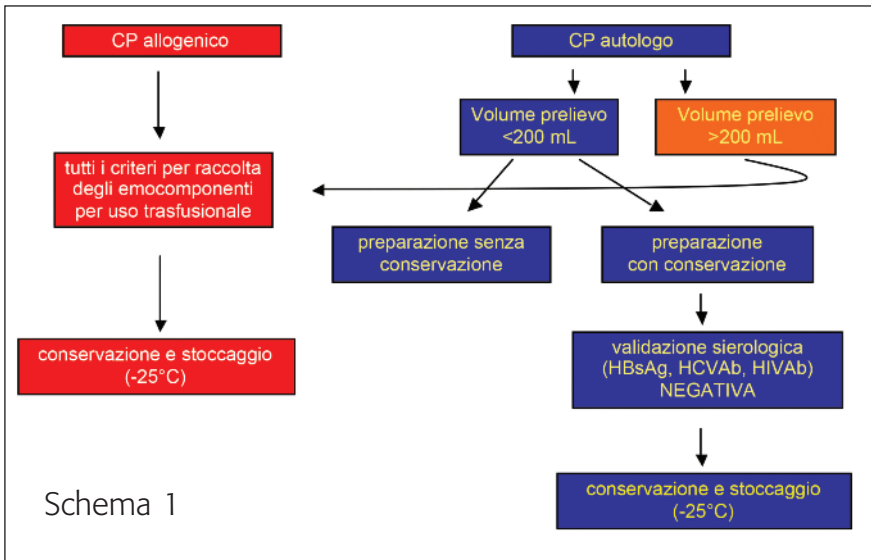 CP allogenico
CP autologo
Volume prelievo
<200 mL
Volume prelievo
>200 mL
tutti i criteri per raccolta
degli emocomponenti
per uso trasfusionale
preparazione senza
conservazione
preparazione
con conservazione
conservazione e stoccaggio
(-25°C)
validazione sierologica
(HBsAg, HCVAb, HIVAb)
NEGATIVA
conservazione e stoccaggio
(-25°C)
Schema 1